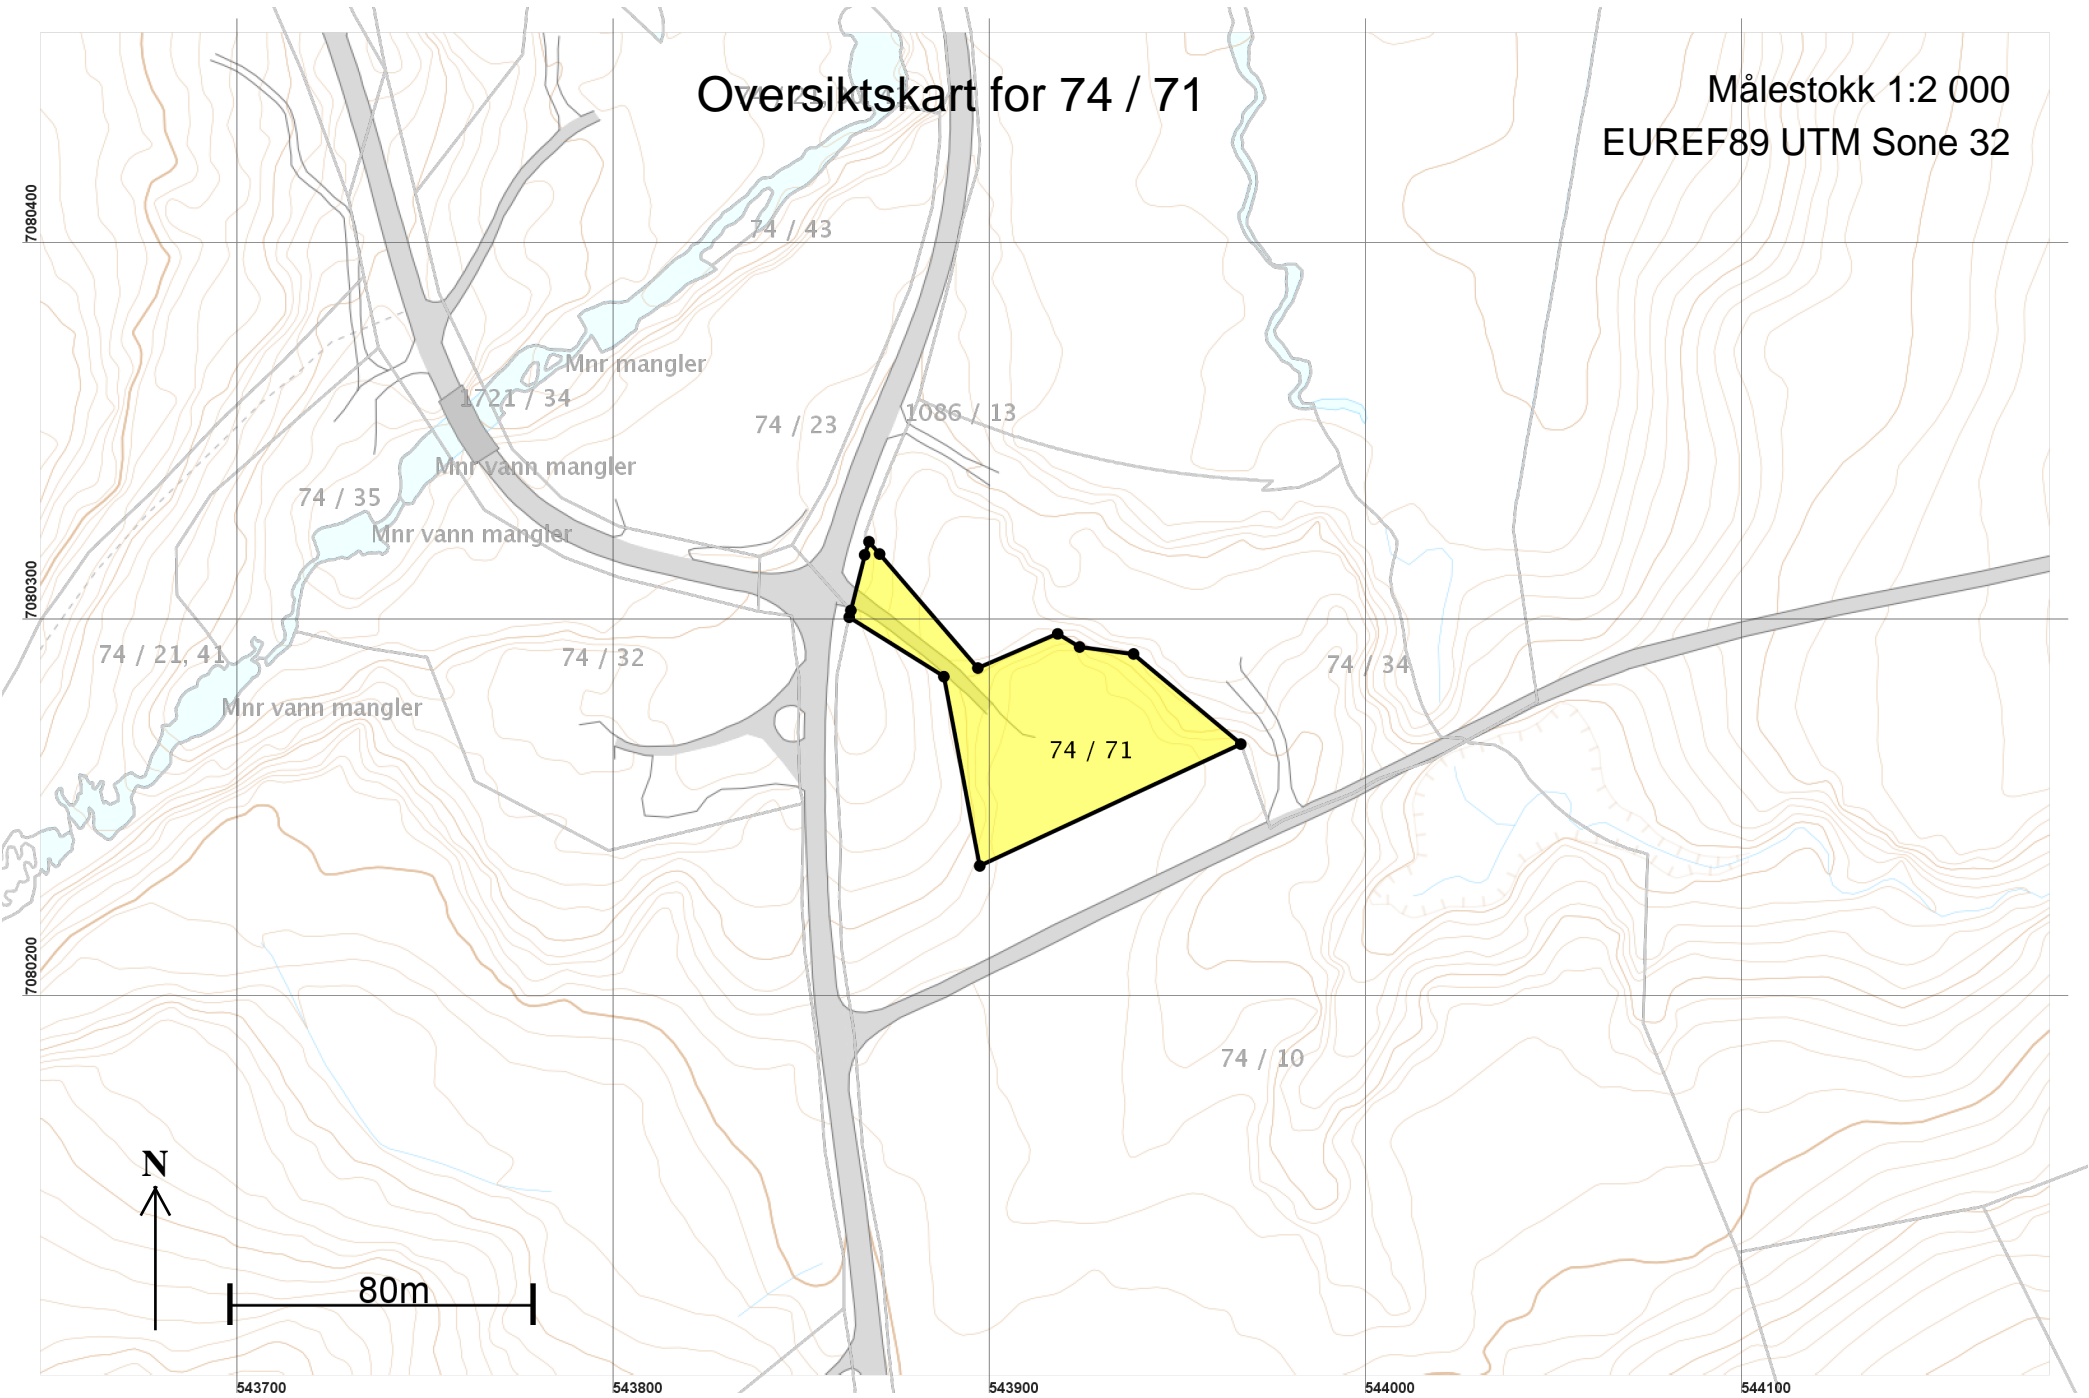 Oversiktskart for 74 / 71
Målestokk 1:2 000
EUREF89 UTM Sone 32
7080400
74 / 43
Mnr mangler
1721 / 34
74 / 23
1086 / 13
Mnr vann mangler
74 / 35
Mnr vann mangler
7080300
74 / 21, 41
74 / 32
74 / 34
Mnr vann mangler
74 / 71
7080200
74 / 10
N
80m
543700
543800
543900
544000
544100